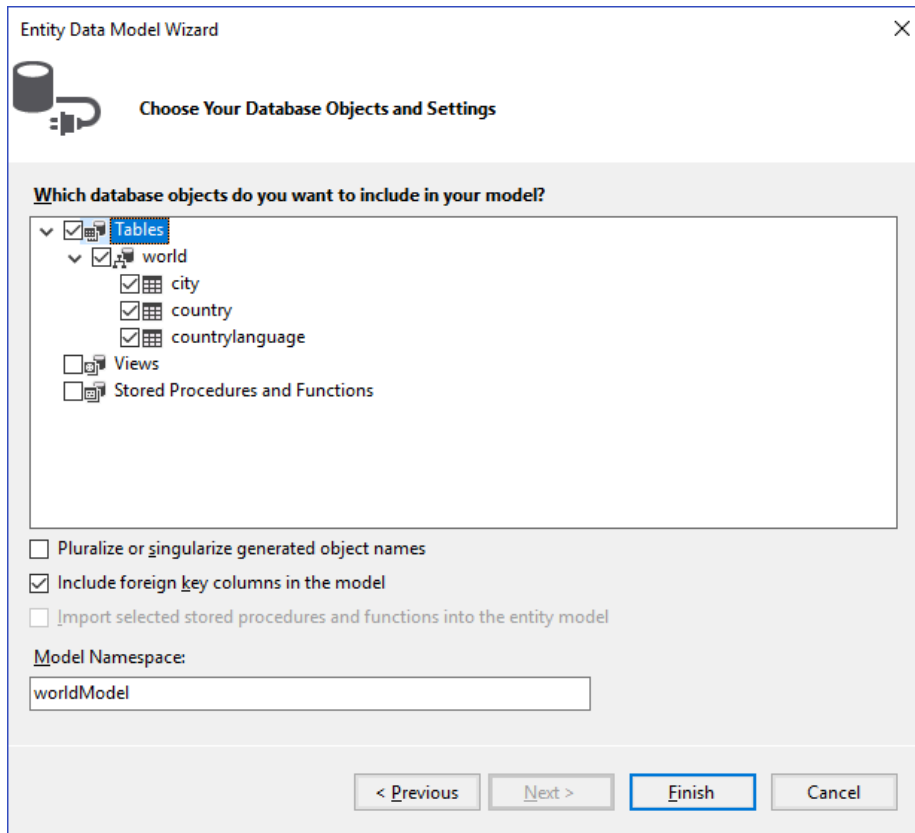 Entity Data Model Wizard
Choose Your Database Objects and Settings
Which database objects do you want to include in your model?
Tables
world
city
country
countrylanguage
Views
Stored Procedures and Functions
Pluralize or singularize generated object names
Include foreign key columns in the model
Import selected stored procedures and functions into the entity model
Model Namespace:
worldModel
< Previous Next > Finish Cancel